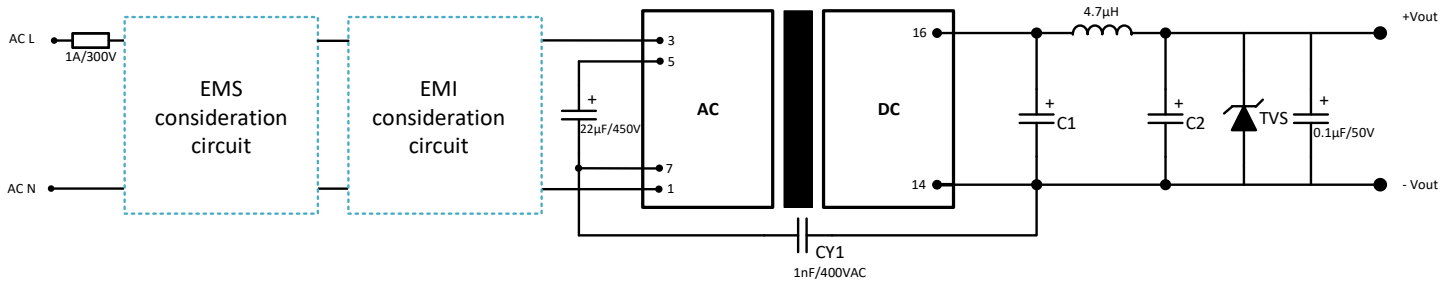 4.7µH
+Vout
AC L
1A/300V
3
16
5
EMS
consideration
circuit
EMI
consideration
circuit
+
22µF/450V
AC
DC
+
C1
+
C2
TVS
+
0.1µF/50V
7
AC N
1
14
- Vout
CY1
1nF/400VAC